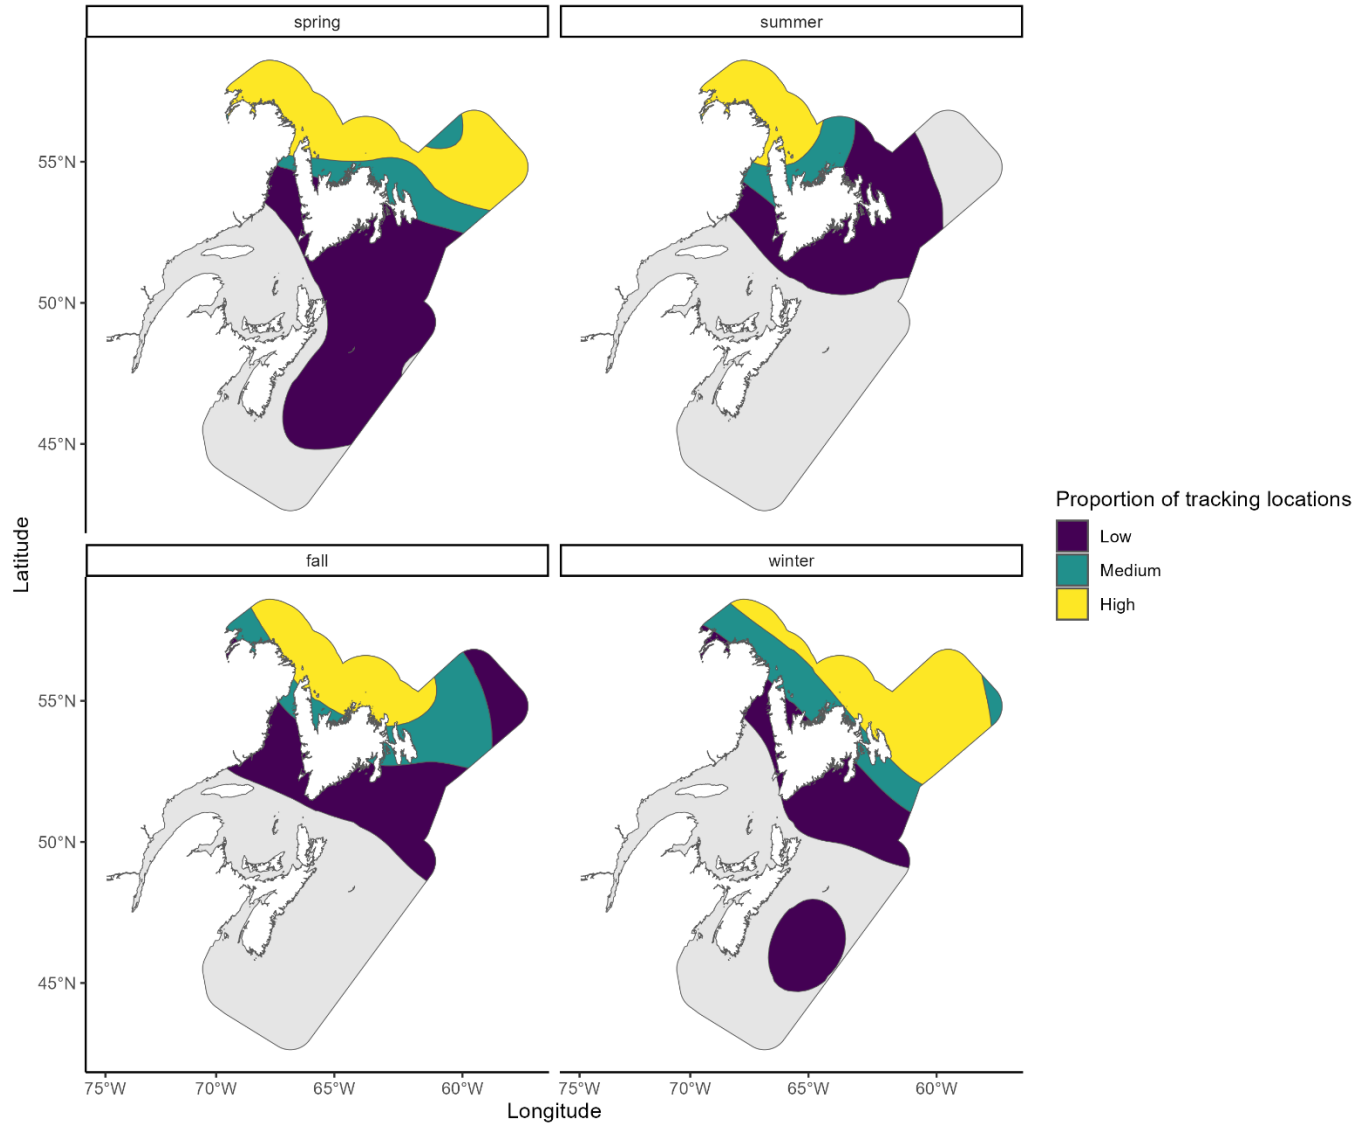 spring
summer
55°N
50°N
45°N
Latitude
Proportion of tracking locations
Low
Medium
High
fall
winter
55°N
50°N
45°N
75°W 70°W 65°W 60°W 75°W 70°W 65°W 60°W
Longitude